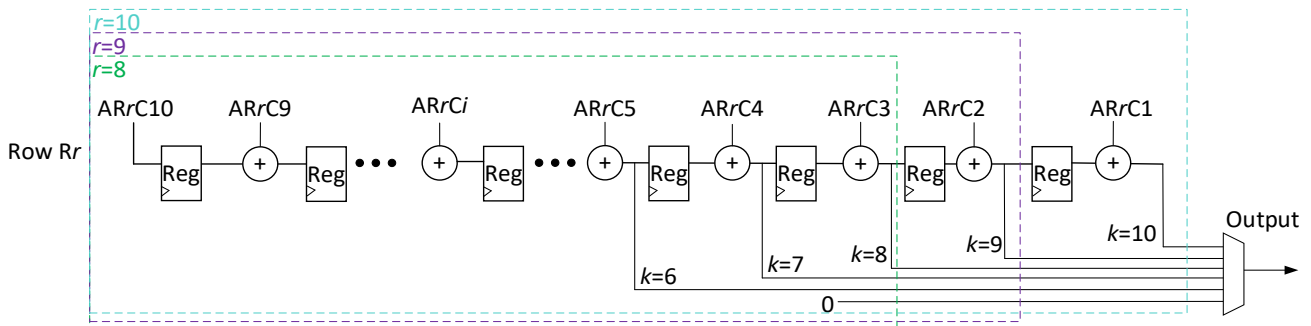 r=10
r=9
r=8
ARrC10
ARrC9
ARrCi
ARrC5
ARrC4
ARrC3
ARrC2
ARrC1
Row Rr
Reg
+
Reg
+
Reg
+
Reg
+
Reg
+
Reg
+
Reg
+
Output
k=10
k=9
k=8
k=7
k=6
0